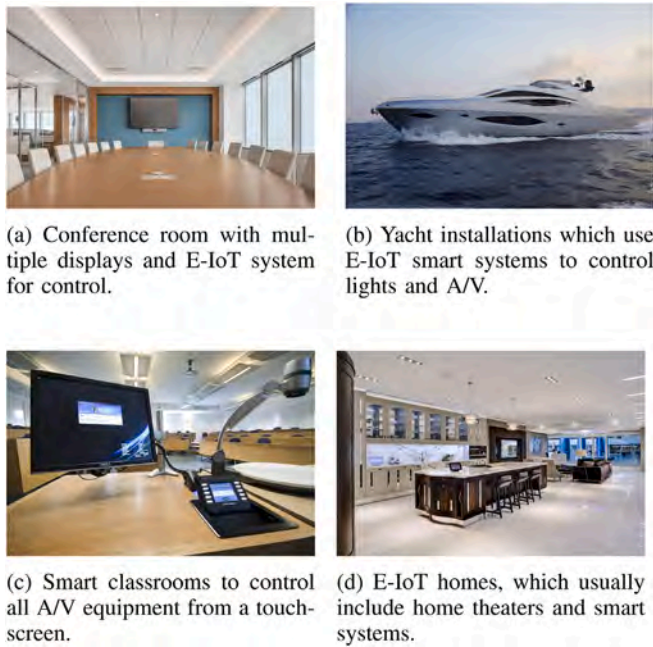 (a) Conference room with mul-
tiple displays and E-IoT system
for control.
(b) Yacht installations which use
E-IoT smart systems to control
lights and A/V.
(c) Smart classrooms to control
all A/V equipment from a touch-
screen.
(d) E-IoT homes, which usually
include home theaters and smart
systems.